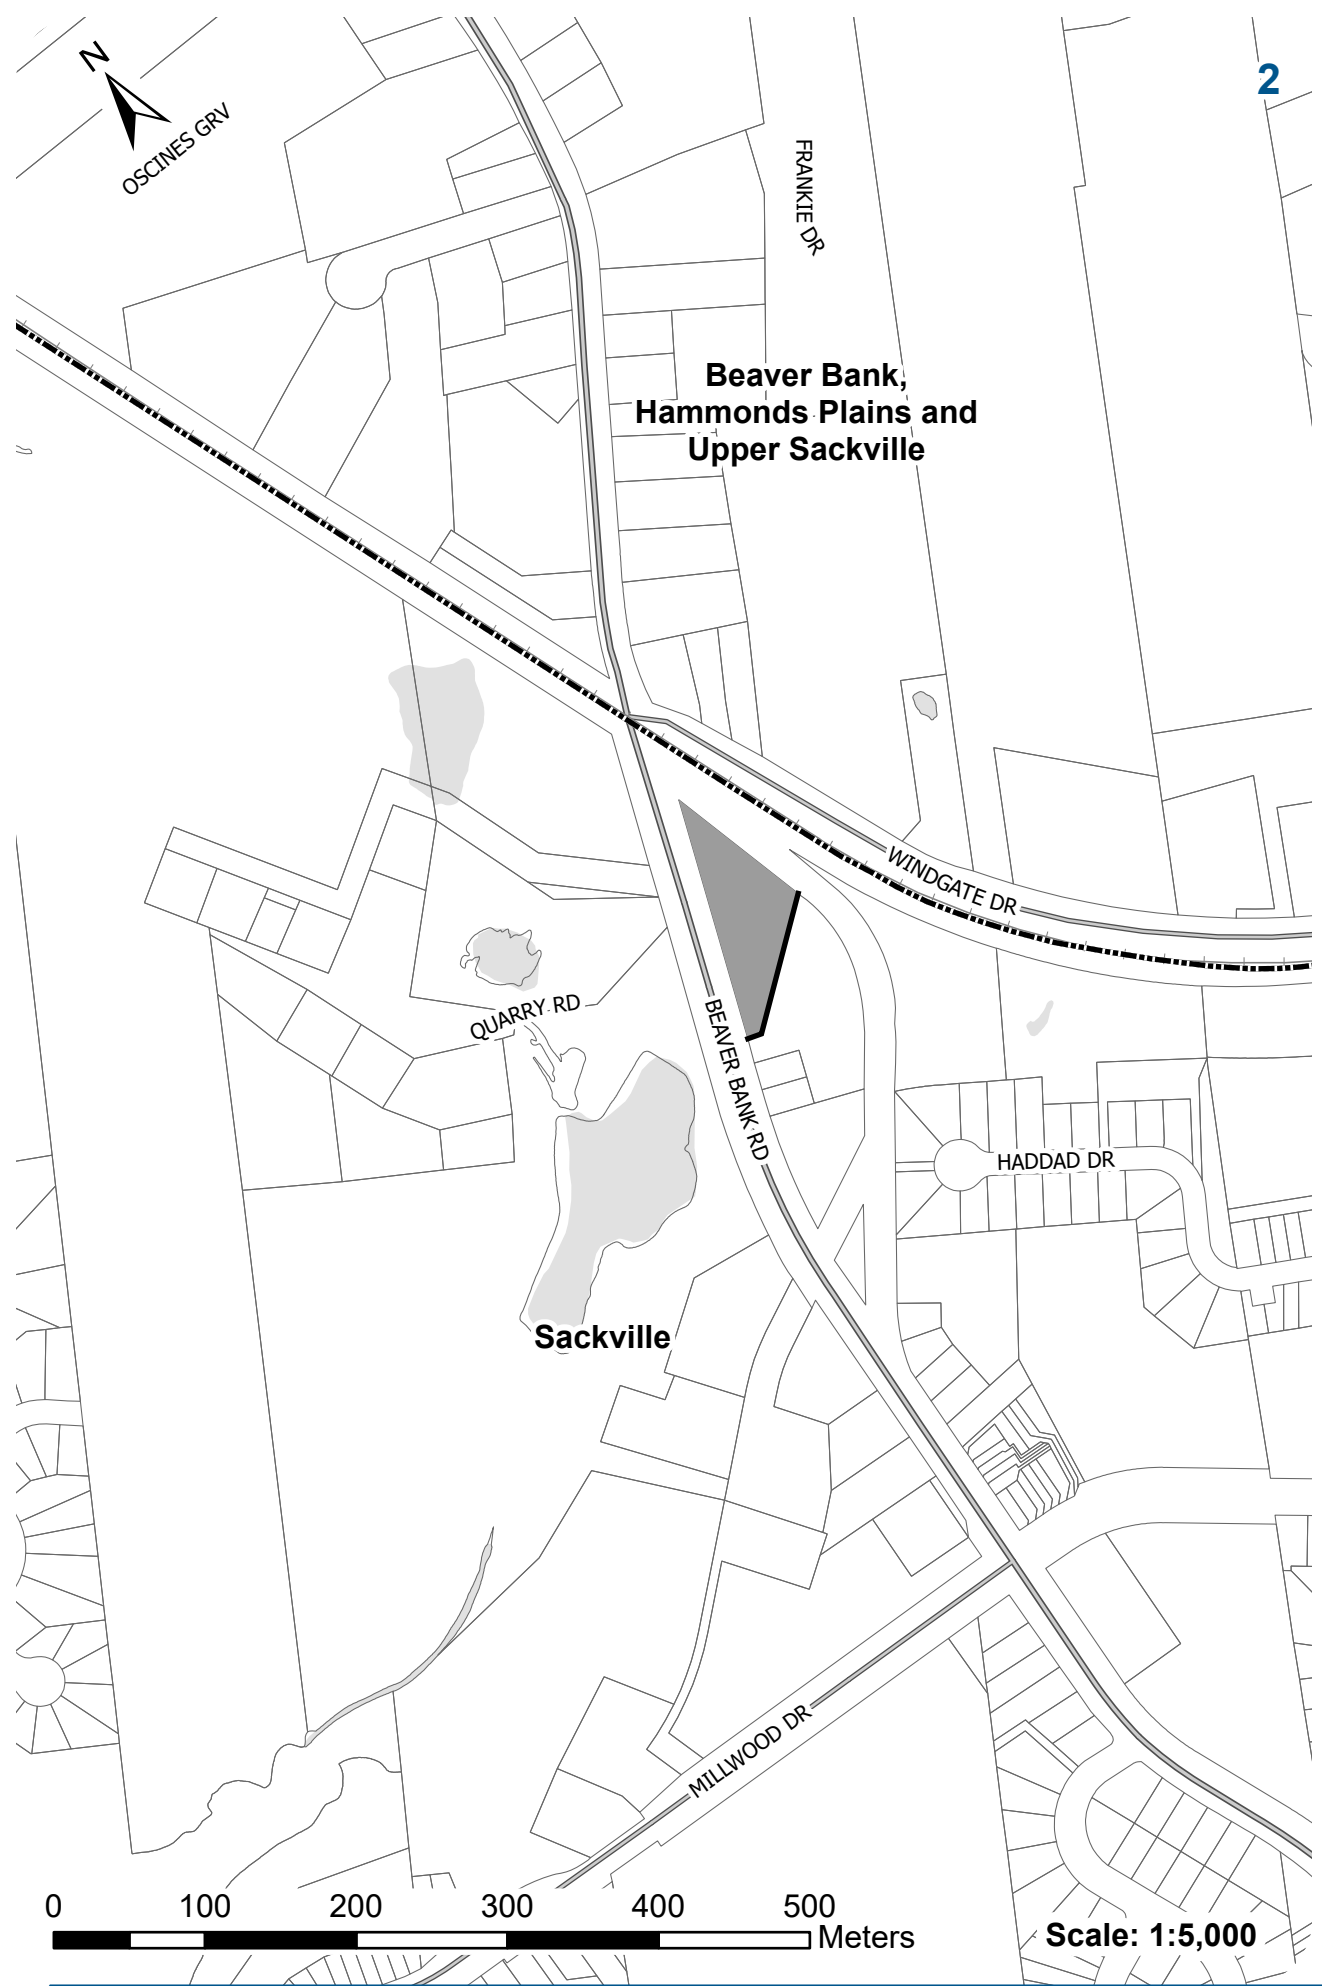 N
OSCINES GRV
2
FRANKIE DR
Beaver Bank,
Hammonds Plains and
Upper Sackville
WINDGATE DR
QUARRY RD
BEAVER BANK RD
HADDAD DR
Sackville
MILLWOOD DR
0 100 200 300 400 500
Meters
Scale: 1:5,000